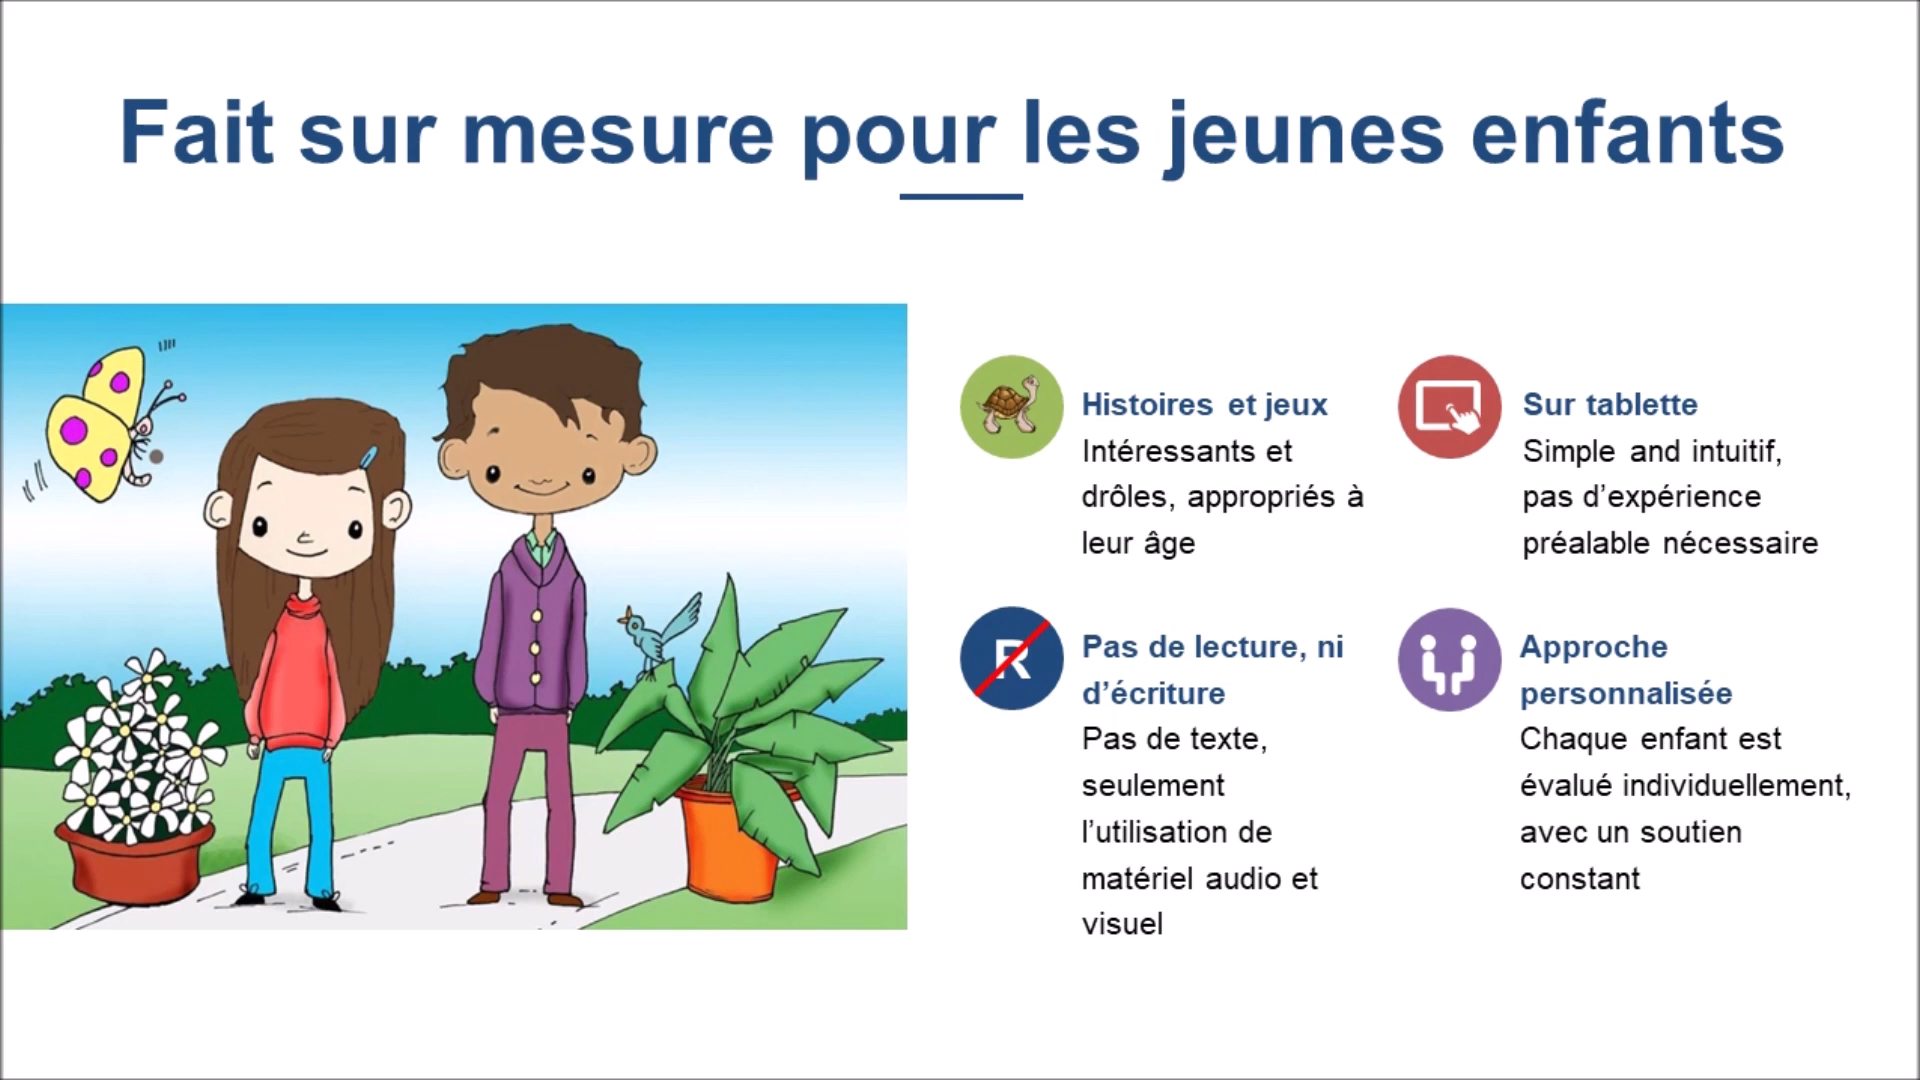 Fait sur mesure pour les jeunes enfants
Histoires et jeux
Intéressants et
drôles, appropriés à
leur âge
Sur tablette
Simple and intuitif,
pas d’expérience
préalable nécessaire
R
Pas de lecture, ni
d’écriture
Pas de texte,
seulement
l’utilisation de
matériel audio et
visuel
Approche
personnalisée
Chaque enfant est
évalué individuellement,
avec un soutien
constant